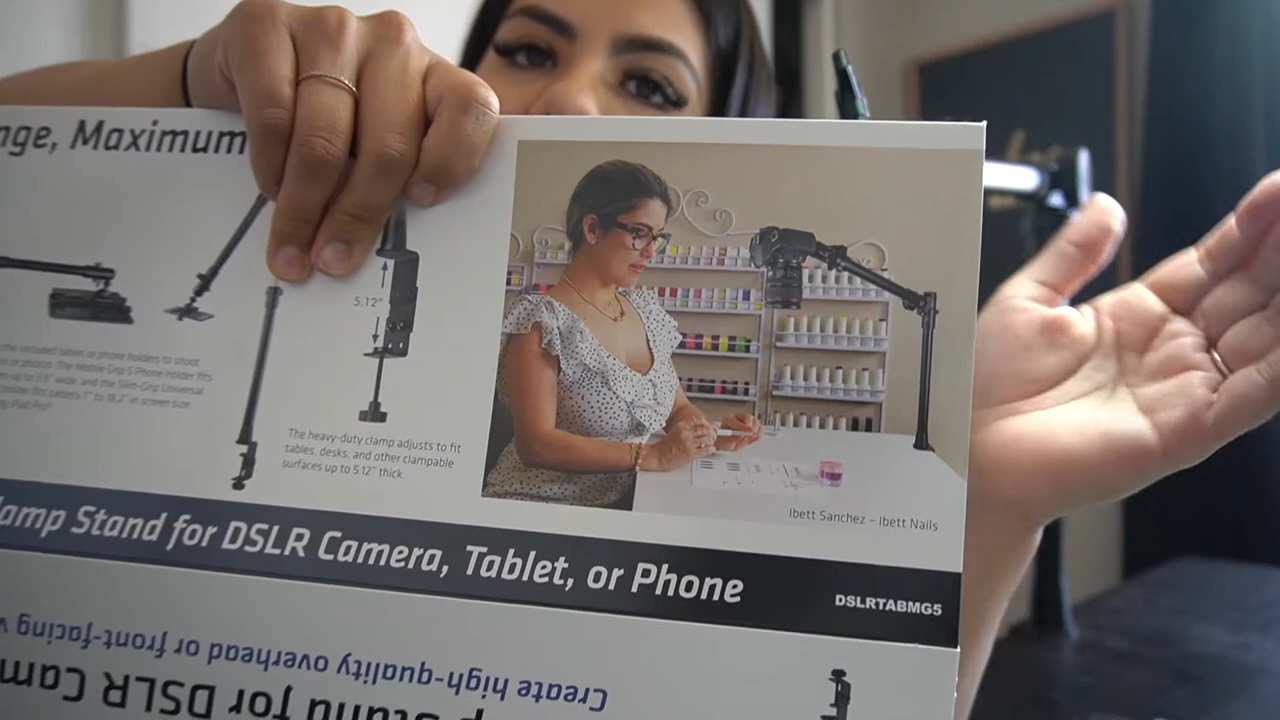 nge, Maximum
5.12"
the included tablet or phone holders to shoot
or photos. The Mobile Grip 5 Phone Holder fits
up to 3.9" wide, and the Slim-Grip Universal
holder fits tablets 7" to 18.2" in screen size,
iPad Pro"
The heavy-duty clamp adjusts to fit
tables, desks, and other clampable
surfaces up to 5.12" thick.
Ibett Sanchez – Ibett Nails
lamp Stand for DSLR Camera, Tablet, or Phone
DSLRTABMG5
Create high-quality overhead or front-facing v
p Stand for DSLR Cam